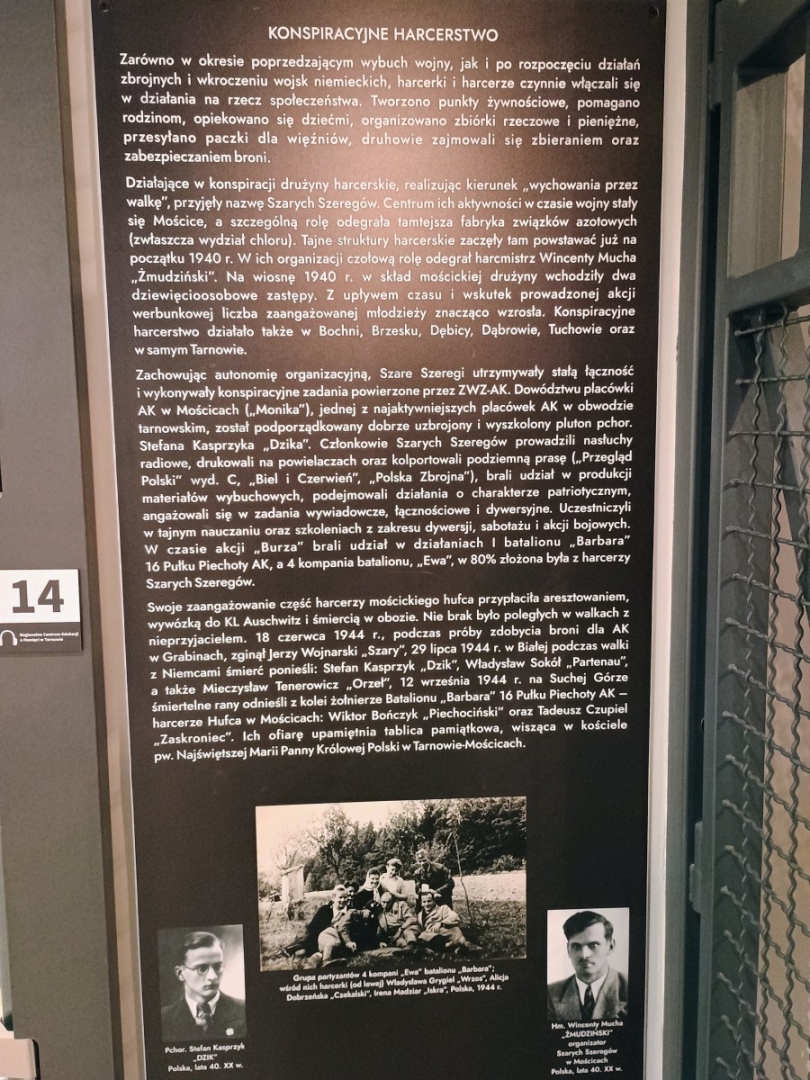 KONSPIRACYJNE HARCERSTWO
Zarówno w okresie poprzedzającym wybuch wojny, jak i po rozpoczęciu działań
zbrojnych i wkroczeniu wojsk niemieckich, harcerki i harcerze czynnie włączali się
w działania na rzecz społeczeństwa. Tworzono punkty żywnościowe, pomagano
rodzinom, opiekowano się dziećmi, organizowano zbiórki rzeczowe i pieniężne,
przesyłano paczki dla więźniów, druhowie zajmowali się zbieraniem oraz
zabezpieczaniem broni.
Działające w konspiracji drużyny harcerskie, realizując kierunek „wychowania przez
walkę”, przyjęły nazwę Szarych Szeregów. Centrum ich aktywności w czasie wojny stały
się Mościce, a szczególną rolę odegrała tamtejsza fabryka związków azotowych
(zwłaszcza wydział chloru). Tajne struktury harcerskie zaczęły tam powstawać już na
początku 1940 r. W ich organizacji czołową rolę odegrał harcmistrz Wincenty Mucha
„Żmudziński”. Na wiosnę 1940 r. w skład mościckiej drużyny wchodziły dwa
dziewięcioosobowe zastępy. Z upływem czasu i wskutek prowadzonej akcji
werbunkowej liczba zaangażowanej młodzieży znacząco wzrosła. Konspiracyjne
harcerstwo działało także w Bochni, Brzesku, Dębicy, Dąbrowie, Tuchowie oraz
w samym Tarnowie.
Zachowując autonomię organizacyjną, Szare Szeregi utrzymywały stałą łączność
i wykonywały konspiracyjne zadania powierzone przez ZWZ-AK. Dowództwu placówki
AK w Mościcach („Monika”), jednej z najaktywniejszych placówek AK w obwodzie
tarnowskim, został podporządkowany dobrze uzbrojony i wyszkolony pluton pchor.
Stefana Kasprzyka „Dzika”. Członkowie Szarych Szeregów prowadzili nasłuchy
radiowe, drukowali na powielaczach oraz kolportowali podziemną prasę („Przegląd
Polski” wyd. C, „Biel i Czerwień”, „Polska Zbrojna”), brali udział w produkcji
materiałów wybuchowych, podejmowali działania o charakterze patriotycznym,
angażowali się w zadania wywiadowcze, łącznościowe i dywersyjne. Uczestniczyli
w tajnym nauczaniu oraz szkoleniach z zakresu dywersji, sabotażu i akcji bojowych.
W czasie akcji „Burza” brali udział w działaniach I batalionu „Barbara”
16 Pułku Piechoty AK, a 4 kompania batalionu, „Ewa”, w 80% złożona była z harcerzy
Szarych Szeregów.
Swoje zaangażowanie część harcerzy mościckiego hufca przypłaciła aresztowaniem,
wywózką do KL Auschwitz i śmiercią w obozie. Nie brak było poległych w walkach z
nieprzyjacielem. 18 czerwca 1944 r., podczas próby zdobycia broni dla AK
w Grabinach, zginął Jerzy Wojnarski „Szary”, 29 lipca 1944 r. w Białej podczas walki
z Niemcami śmierć ponieśli: Stefan Kasprzyk „Dzik”, Władysław Sokół „Partenau”,
a także Mieczysław Tenerowicz „Orzeł”, 12 września 1944 r. na Suchej Górze
śmiertelne rany odnieśli z kolei żołnierze Batalionu „Barbara” 16 Pułku Piechoty AK –
harcerze Hufca w Mościcach: Wiktor Bończyk „Piechociński” oraz Tadeusz Czupiel
„Zaskroniec”. Ich ofiarę upamiętnia tablica pamiątkowa, wisząca w kościele
pw. Najświętszej Marii Panny Królowej Polski w Tarnowie-Mościcach.
14
Regionalne Centrum Edukacji
o Pamięci w Tarnowie
Grupa partyzantów 4 kompani „Ewa” batalionu „Barbara”;
wśród nich harcerki (od lewej) Władysława Grygiel „Wrzos”, Alicja
Dobrzeńska „Czekalski”, Irena Madziar „Iskra”, Polska, 1944 r.
Pchor. Stefan Kasprzyk
„DZIK”
Polska, lata 40. XX w.
Hm. Wincenty Mucha
„ŻMUDZIŃSKI”
organizator
Szarych Szeregów
w Mościcach
Polska, lata 40. XX w.